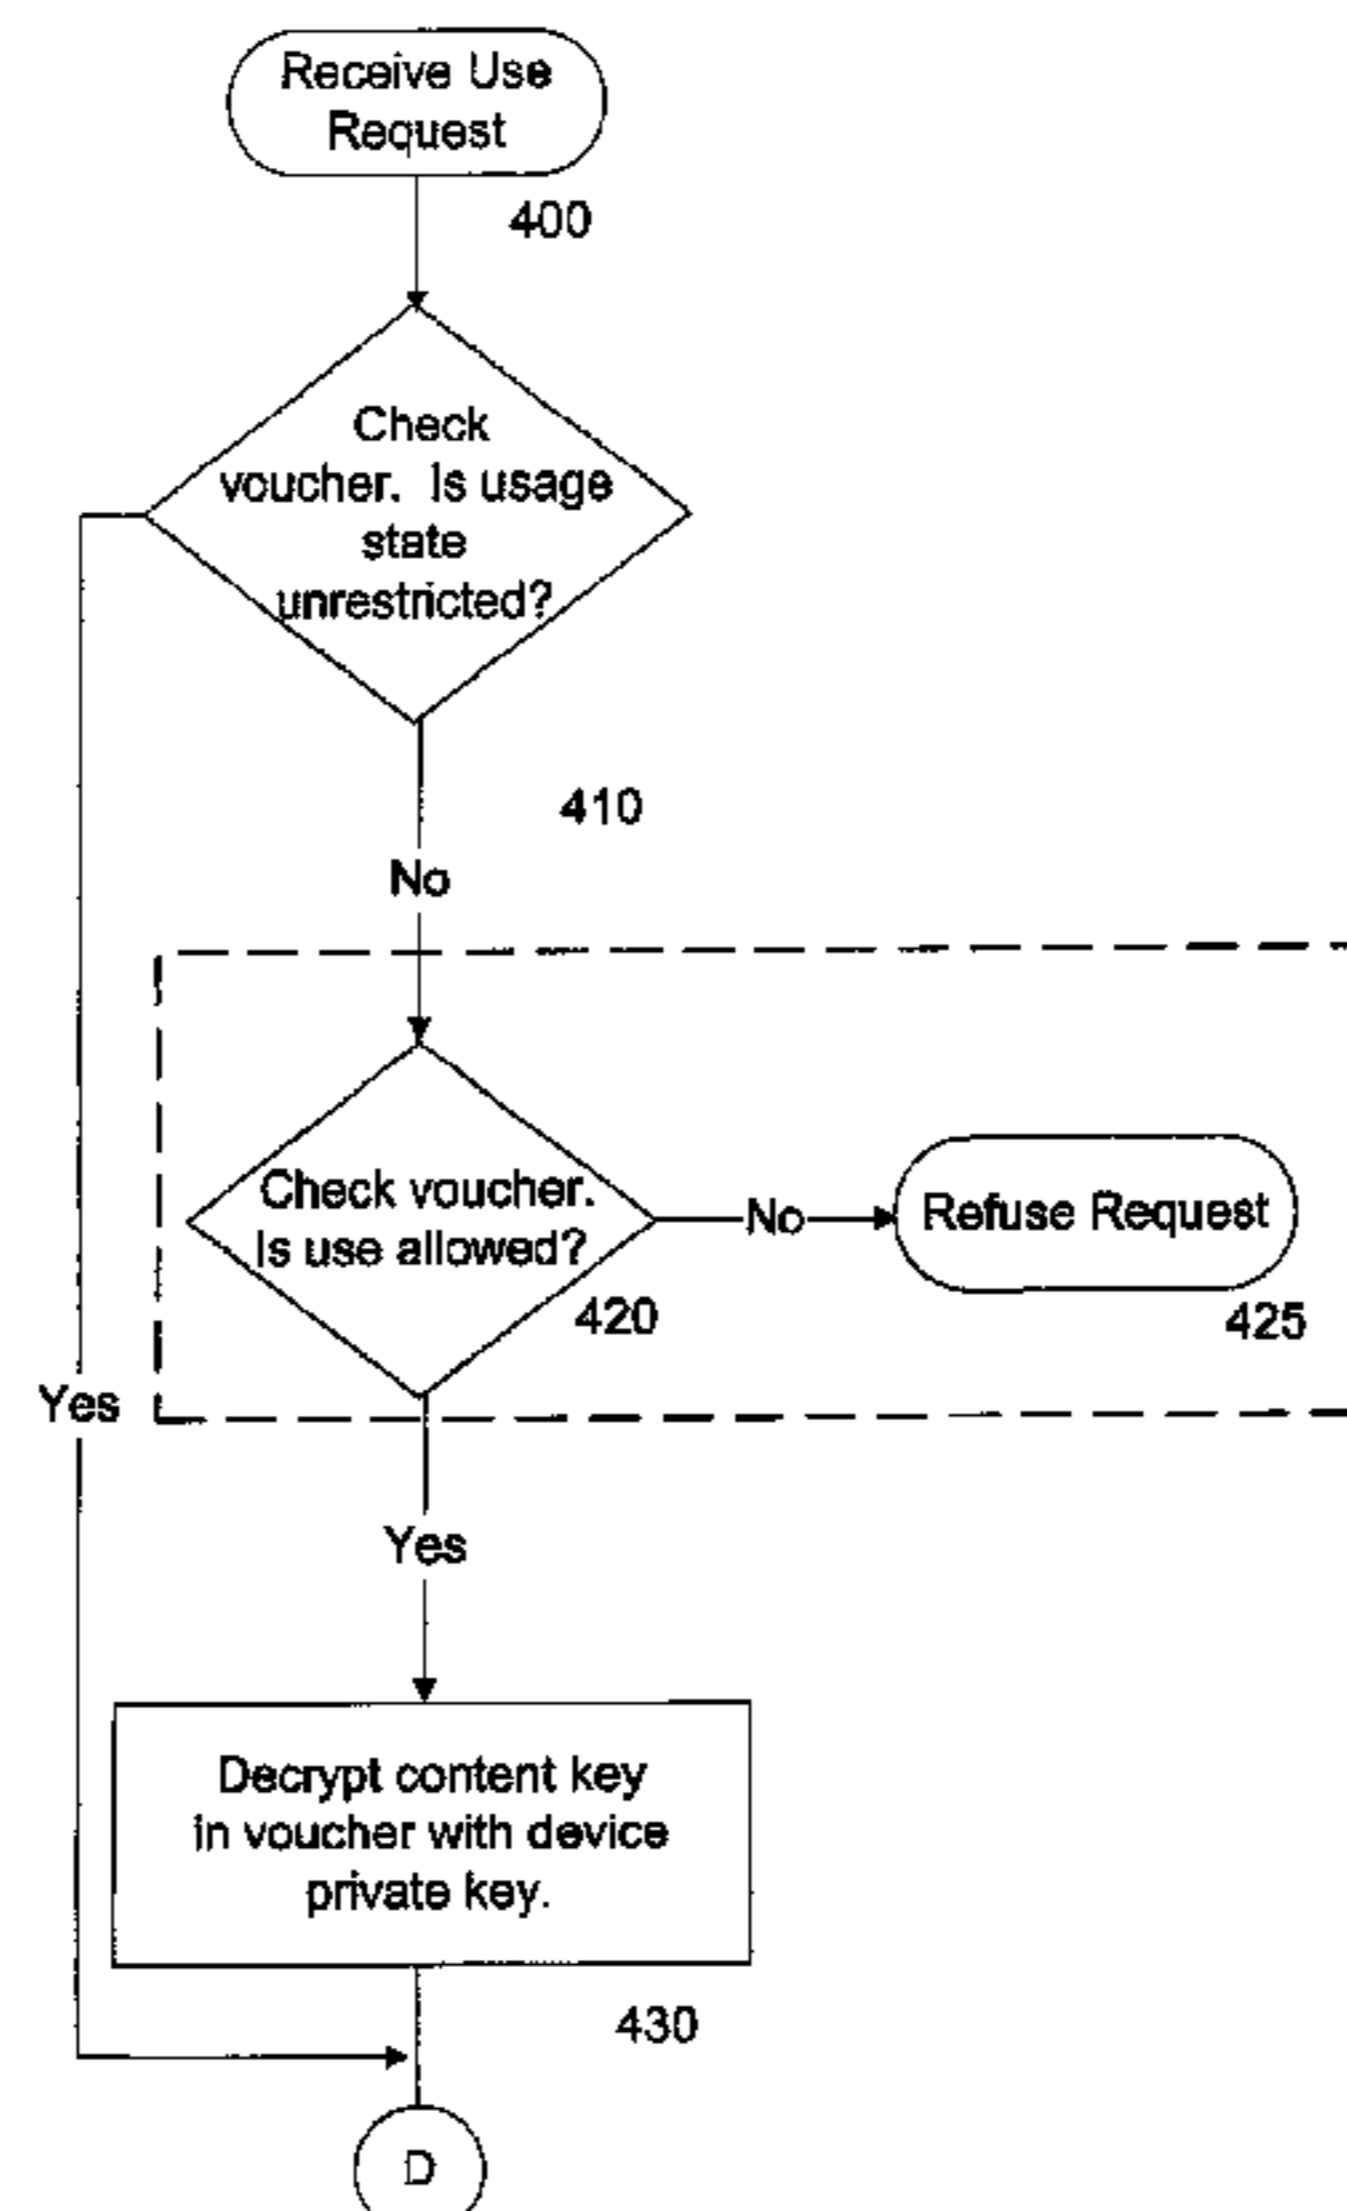 Receive Use
Request
400
Check
voucher. Is usage
state
unrestricted?
410
No
Check voucher.
Is use allowed?
No
Refuse Request
420
425
Yes
Yes
Decrypt content key
in voucher with device
private key.
430
D